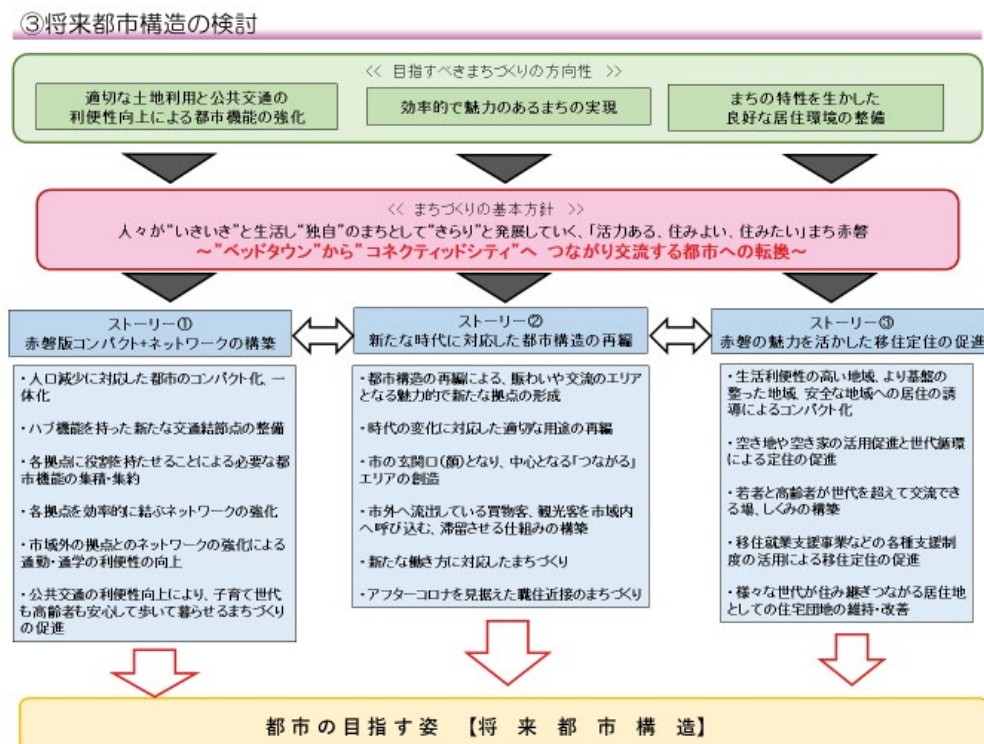 ③将来都市構造の検討
<< 目指すべきまちづくりの方向性 >>
適切な土地利用と公共交通の
利便性向上による都市機能の強化
効率的で魅力のあるまちの実現
まちの特性を生かした
良好な居住環境の整備
<< まちづくりの基本方針 >>
人々が"いきいき"と生活し"独自"のまちとして"きらり"と発展していく、「活力ある、住みよい、住みたい」まち赤磐
～"ベッドタウン"から"コネクティッドシティ"へ つながり交流する都市への転換～
ストーリー①
赤磐版コンパクト+ネットワークの構築
・人口減少に対応した都市のコンパクト化、一
体化
・ハブ機能を持った新たな交通結節点の整備
・各拠点に役割を持たせることによる必要な都
市機能の集積・集約
・各拠点を効率的に結ぶネットワークの強化
・市域外の拠点とのネットワークの強化による
通勤・通学の利便性の向上
・公共交通の利便性向上により、子育て世代
も高齢者も安心して歩いて暮らせるまちづくり
の促進
ストーリー②
新たな時代に対応した都市構造の再編
・都市構造の再編による、賑わいや交流のエリア
となる魅力的で新たな拠点の形成
・時代の変化に対応した適切な用途の再編
・市の玄関口(顔)となり、中心となる「つながる」
エリアの創造
・市外へ流出している買物客、観光客を市域内
へ呼び込む、滞留させる仕組みの構築
・新たな働き方に対応したまちづくり
・アフターコロナを見据えた職住近接のまちづくり
ストーリー③
赤磐の魅力を活かした移住定住の促進
・生活利便性の高い地域、より基盤の
整った地域、安全な地域への居住の誘
導によるコンパクト化
・空き地や空き家の活用促進と世代循環
による定住の促進
・若者と高齢者が世代を超えて交流でき
る場、しくみの構築
・移住就業支援事業などの各種支援制
度の活用による移住定住の促進
・様々な世代が住み継ぎつながる居住地
としての住宅団地の維持・改善
都市の目指す姿 【将来都市構造】